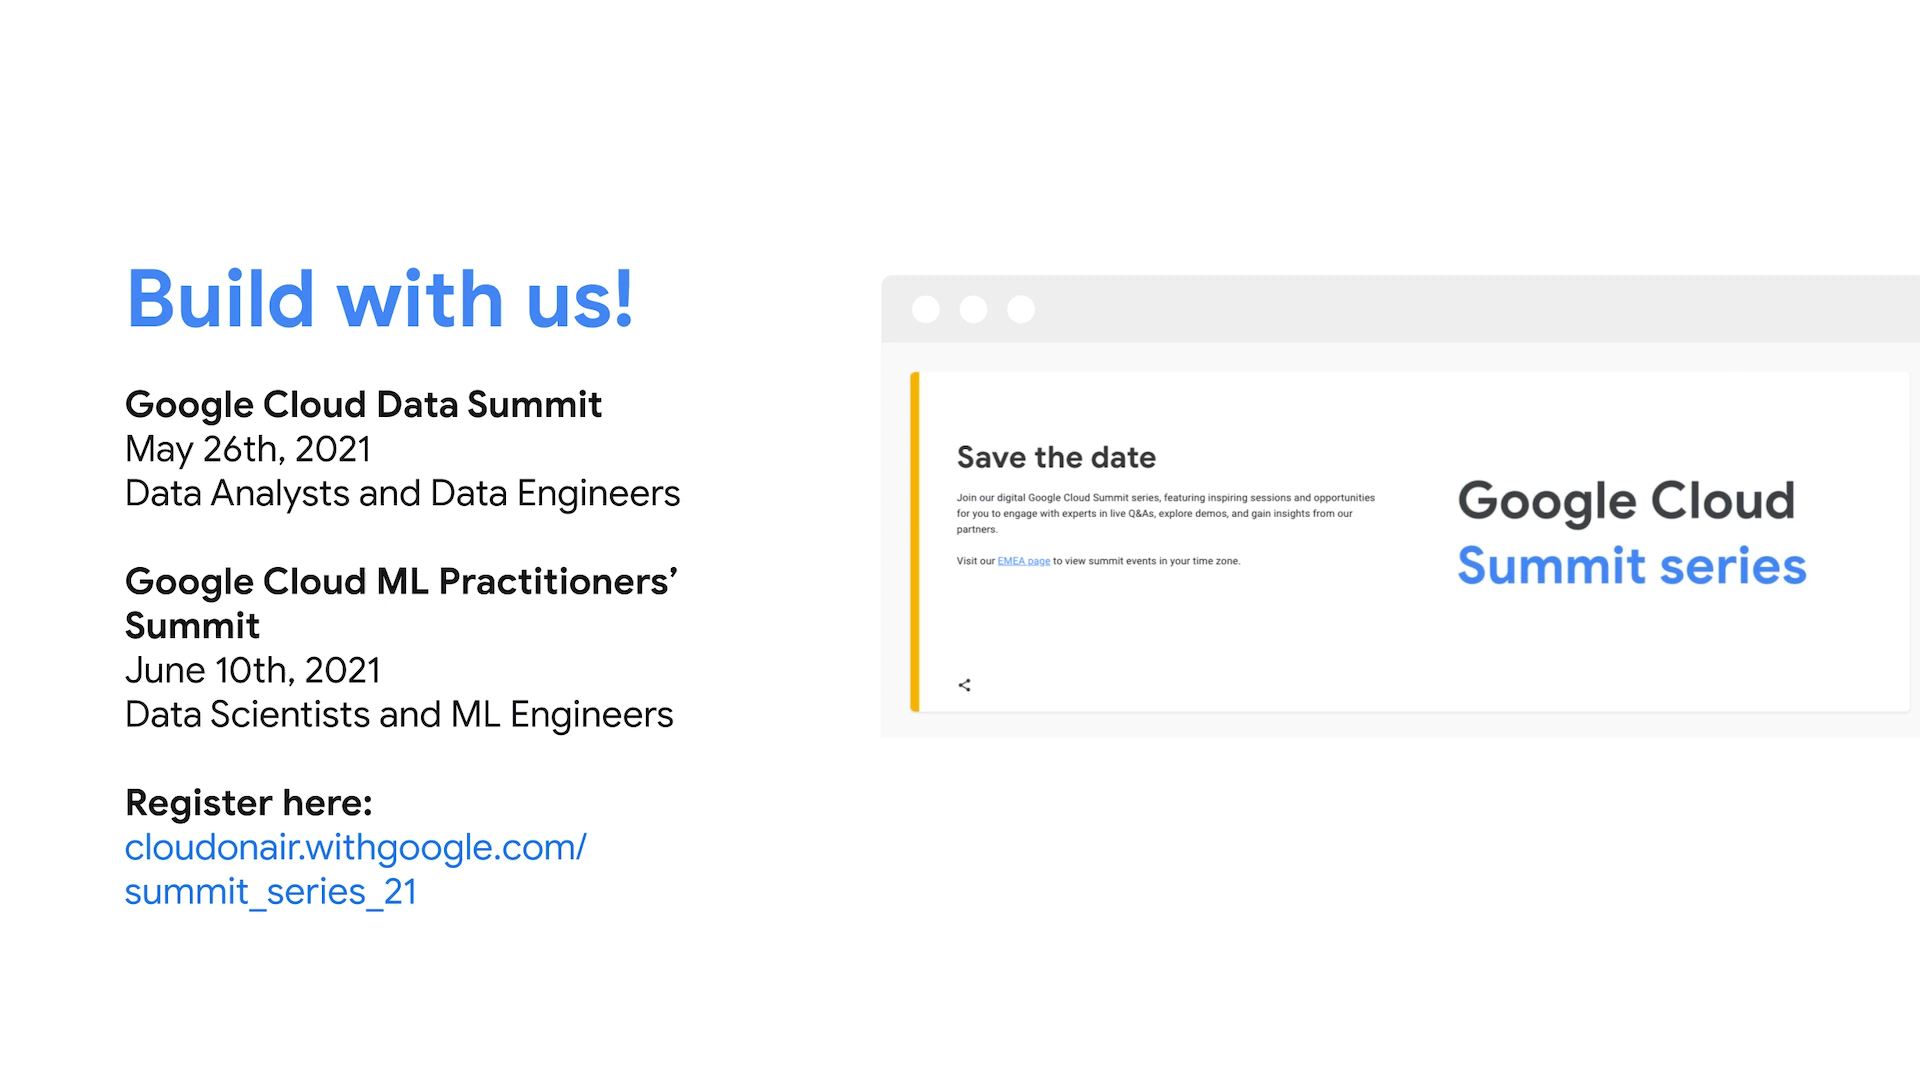 Build with us!
Google Cloud Data Summit
May 26th, 2021
Data Analysts and Data Engineers
Google Cloud ML Practitioners’
Summit
June 10th, 2021
Data Scientists and ML Engineers
Register here:
cloudonair.withgoogle.com/
summit_series_21
Save the date
Join our digital Google Cloud Summit series, featuring inspiring sessions and opportunities
for you to engage with experts in live Q&As, explore demos, and gain insights from our
partners.
Visit our EMEA page to view summit events in your time zone.
Google Cloud
Summit series